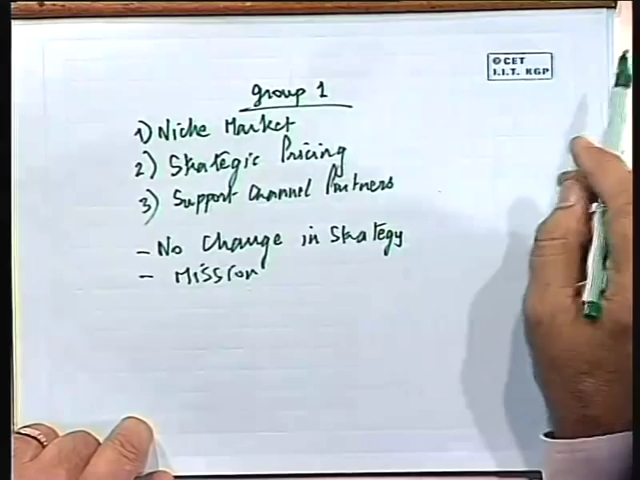 © CET
I.I.T. KGP
Group 1
1) Niche Market
2) Strategic Pricing
3) Support Channel Partners
- No change in Strategy
- Mission